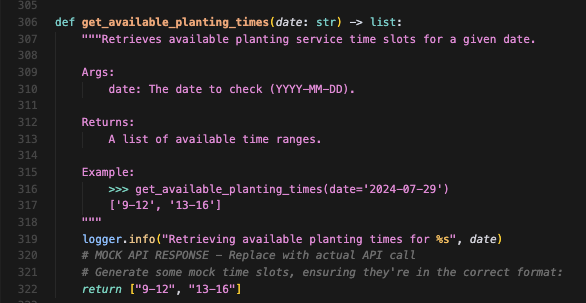 305
306 def get_available_planting_times(date: str) -> list:
307     """Retrieves available planting service time slots for a given date.
308
309     Args:
310         date: The date to check (YYYY-MM-DD).
311
312     Returns:
313         A list of available time ranges.
314
315     Example:
316         >>> get_available_planting_times(date='2024-07-29')
317         ['9-12', '13-16']
318     """
319     logger.info("Retrieving available planting times for %s", date)
320     # MOCK API RESPONSE - Replace with actual API call
321     # Generate some mock time slots, ensuring they're in the correct format:
322     return ["9-12", "13-16"]